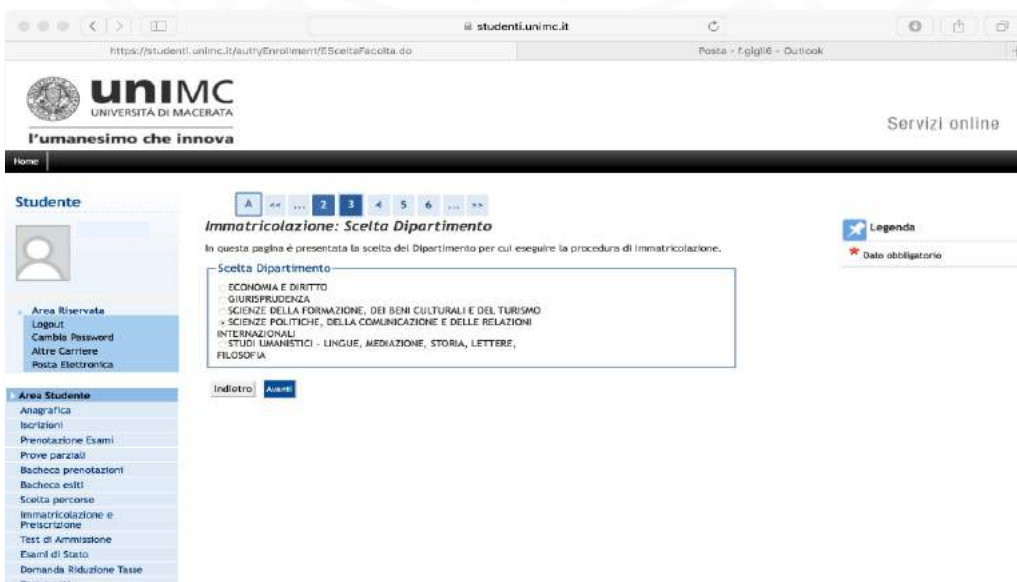 studenti.unimc.it
https://studenti.unimc.it/auth/Enrollment/ESceltaFacolta.do
Posta - f.gigli6 - Outlook
unIMC
UNIVERSITÀ DI MACERATA
l'umanesimo che innova
Servizi online
Home
Studente
Area Riservata
Logout
Cambia Password
Altre Carriere
Posta Elettronica
Area Studente
Anagrafica
Iscrizioni
Prenotazione Esami
Prove parziali
Bacheca prenotazioni
Bacheca esiti
Scelta percorso
Immatricolazione e
Preiscrizione
Test di Ammissione
Esami di Stato
Domanda Riduzione Tasse
A << ... 2 3 4 5 6 ... >>
Immatricolazione: Scelta Dipartimento
In questa pagina è presentata la scelta del Dipartimento per cui eseguire la procedura di immatricolazione.
Scelta Dipartimento
ECONOMIA E DIRITTO
GIURISPRUDENZA
SCIENZE DELLA FORMAZIONE, DEI BENI CULTURALI E DEL TURISMO
SCIENZE POLITICHE, DELLA COMUNICAZIONE E DELLE RELAZIONI
INTERNAZIONALI
STUDI UMANISTICI - LINGUE, MEDIAZIONE, STORIA, LETTERE,
FILOSOFIA
Indietro Avanti
Legenda
* Dato obbligatorio